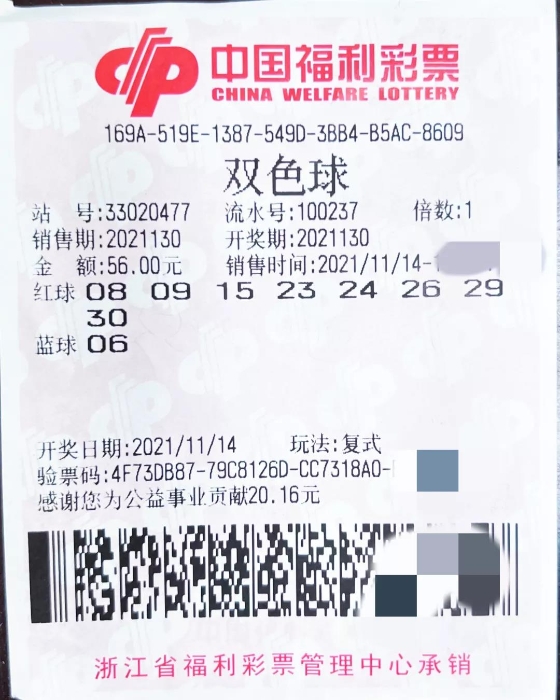 中国福利彩票
CHINA WELFARE LOTTERY
169A-519E-1387-549D-3BB4-B5AC-8609
双色球
站 号:33020477 流水号:100237 倍数:1
销售期:2021130 开奖期:2021130
金 额:56.00元 销售时间:2021/11/14-
红球 08 09 15 23 24 26 29
30
蓝球 06
开奖日期:2021/11/14 玩法:复式
验票码:4F73DB87-79C8126D-CC7318A0-
感谢您为公益事业贡献20.16元
浙江省福利彩票管理中心承销